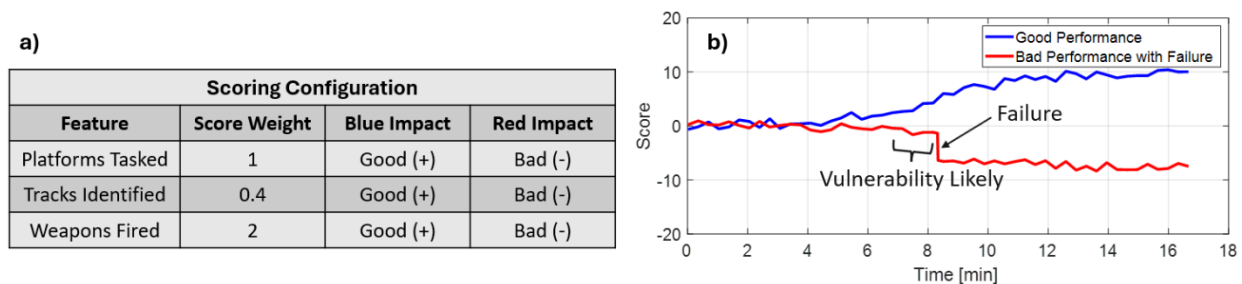 a)
Scoring Configuration
Feature Score Weight Blue Impact Red Impact
Platforms Tasked 1 Good (+) Bad (-)
Tracks Identified 0.4 Good (+) Bad (-)
Weapons Fired 2 Good (+) Bad (-)
b)
Good Performance
Bad Performance with Failure
Failure
Vulnerability Likely
Score
20
10
0
-10
-20
0 2 4 6 8 10 12 14 16 18
Time [min]